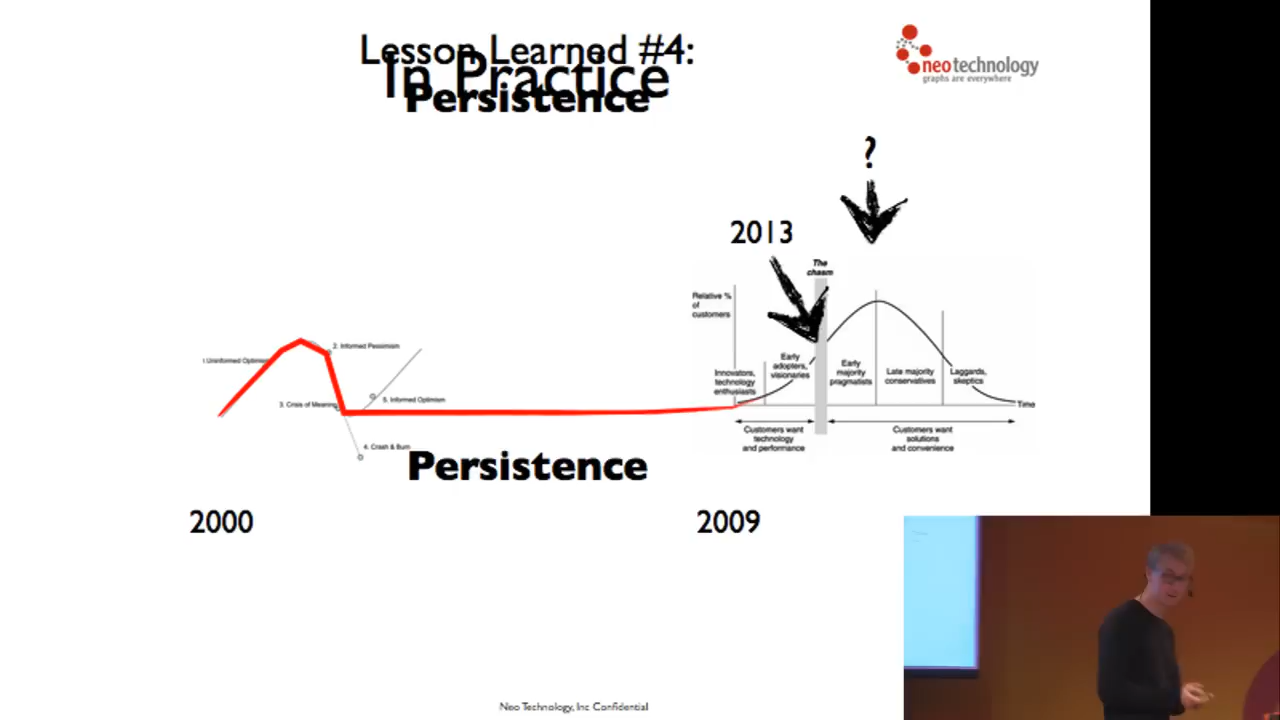 Lesson Learned #4:
In Practice
Persistence
neotechnology
graphs are everywhere
?
2013
The
chasm
Relative %
of
customers
Innovators,
technology
enthusiasts
Early
adopters,
visionaries
Early
majority
pragmatists
Late majority
conservatives
Laggards,
skeptics
Time
Customers want
technology
and performance
Customers want
solutions
and convenience
1.Uninformed Optimism
2. Informed Pessimism
3. Crisis of Meaning
5. Informed Optimism
4. Crash & Burn
Persistence
2000
2009
Neo Technology, Inc Confidential